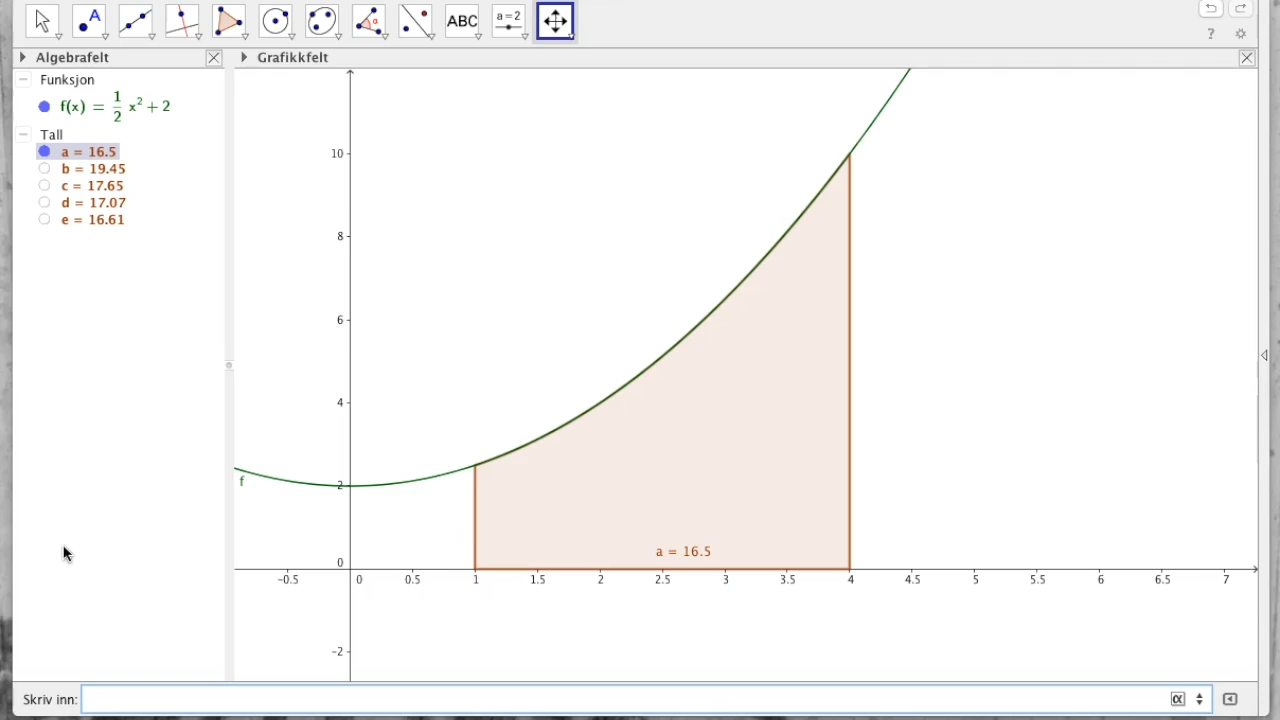 A α ABC a=2
?
Algebrafelt Grafikkfelt
Funksjon
f(x) = 1/2 x² + 2
Tall
a = 16.5
b = 19.45
c = 17.65
d = 17.07
e = 16.61
10
8
6
4
2
0
-2
f
a = 16.5
-0.5 0 0.5 1 1.5 2 2.5 3 3.5 4 4.5 5 5.5 6 6.5 7
Skriv inn: α